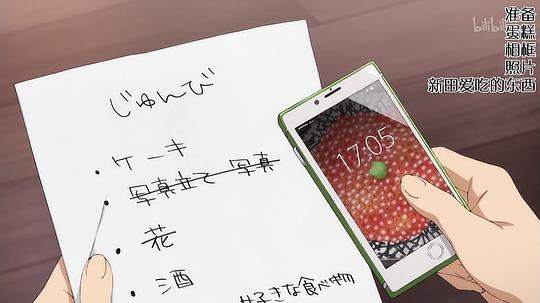 じゅんび
・ケーキ
・写真立て 写真
・花
・酒
好きな食べ物
17:05
bilibili
准备
蛋糕
相框
照片
新田爱吃的东西